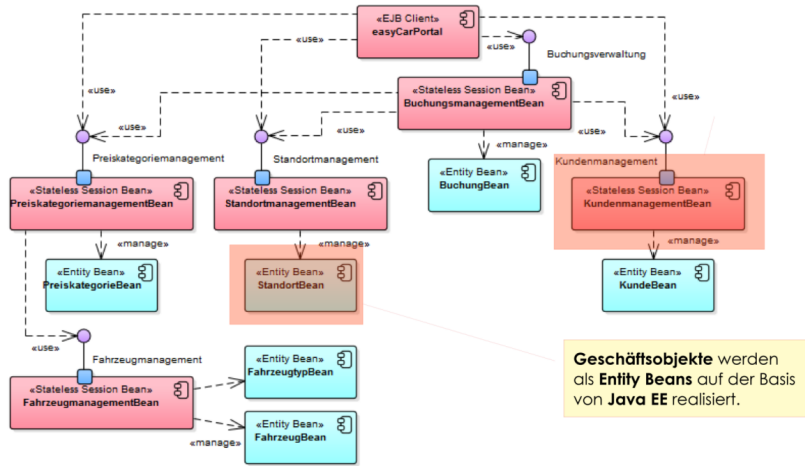 «EJB Client»
easyCarPortal
«use»
«use»
Buchungsverwaltung
«use»
«use»
«Stateless Session Bean»
BuchungsmanagementBean
«use»
«use»
«use»
«manage»
Preiskategoriemanagement
Standortmanagement
Kundenmanagement
«Entity Bean»
BuchungBean
«Stateless Session Bean»
PreiskategoriemanagementBean
«Stateless Session Bean»
StandortmanagementBean
«Stateless Session Bean»
KundenmanagementBean
«manage»
«manage»
«manage»
«Entity Bean»
PreiskategorieBean
«Entity Bean»
StandortBean
«Entity Bean»
KundeBean
«use»
Fahrzeugmanagement
«Entity Bean»
FahrzeugtypBean
«Stateless Session Bean»
FahrzeugmanagementBean
«Entity Bean»
FahrzeugBean
«manage»
Geschäftsobjekte werden
als Entity Beans auf der Basis
von Java EE realisiert.